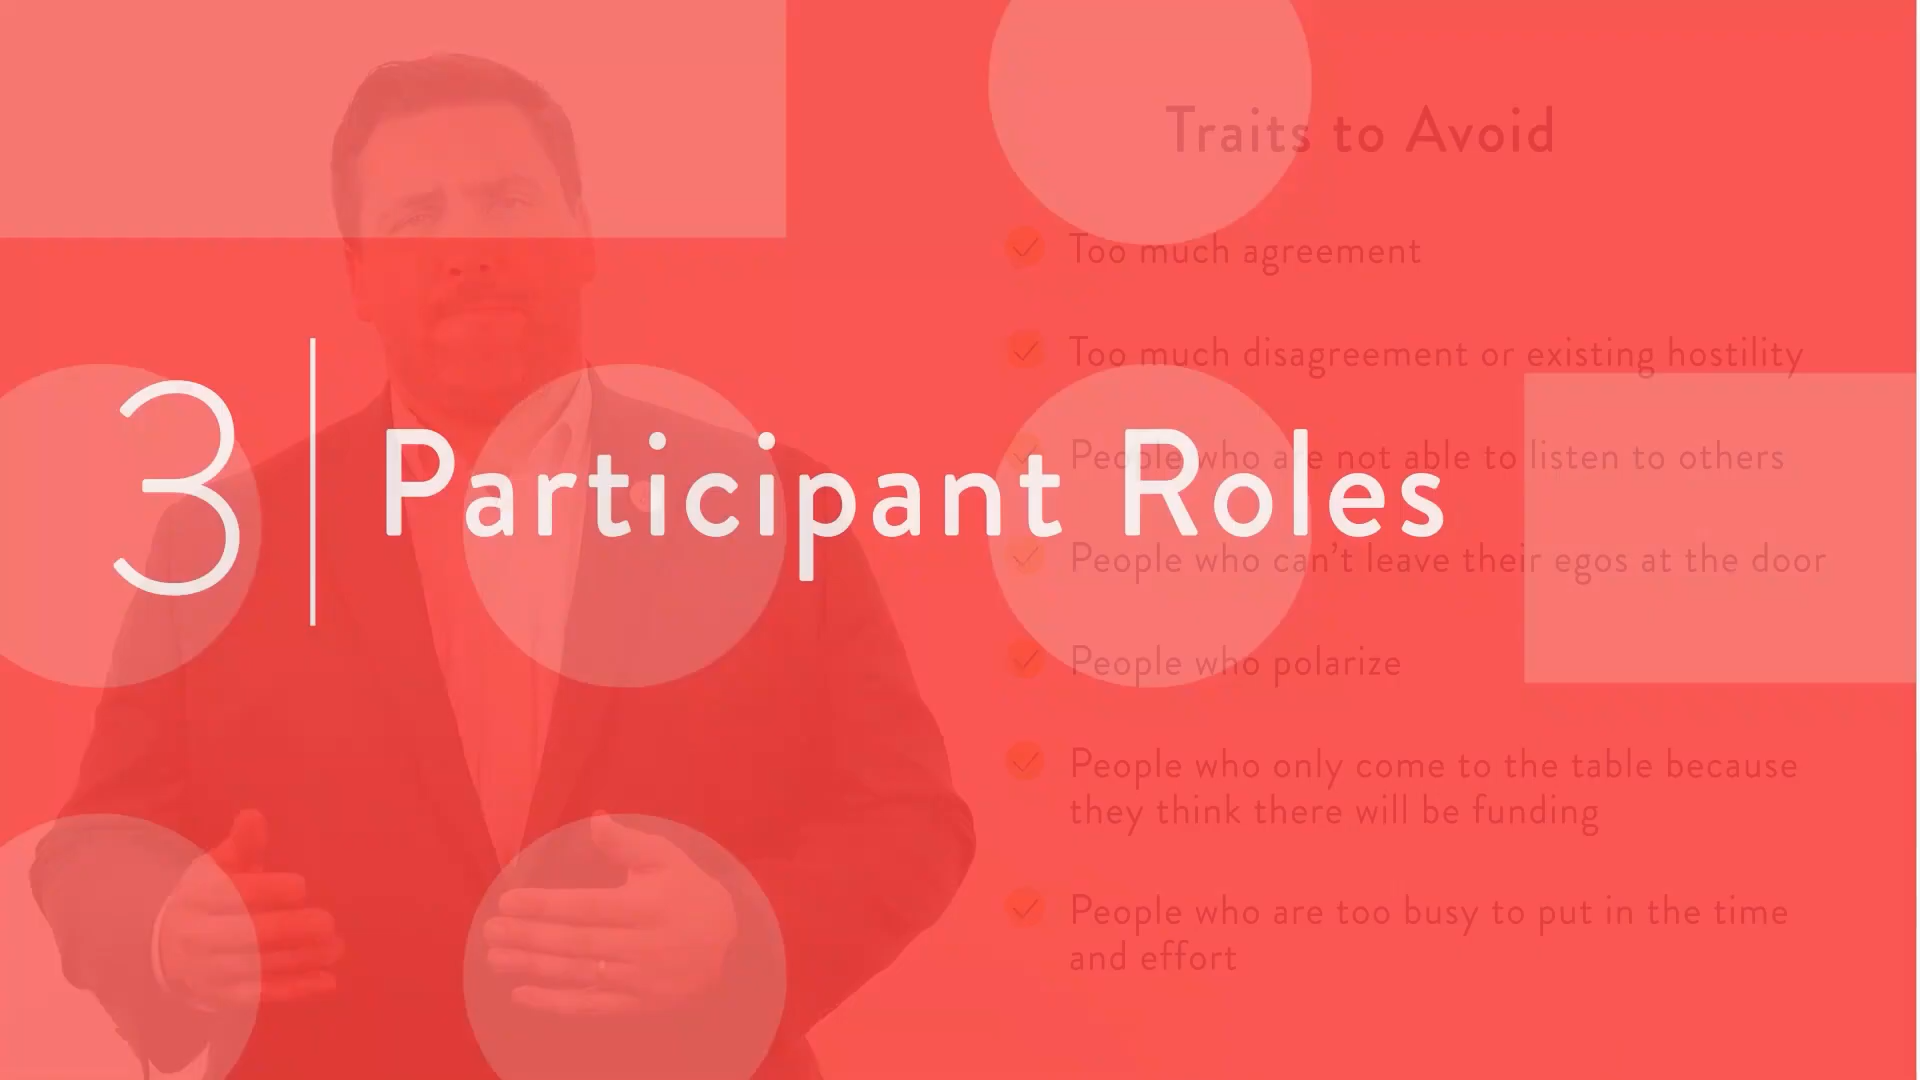 Traits to Avoid
Too much agreement
Too much disagreement or existing hostility
3
Participant Roles
People who are not able to listen to others
People who can't leave their egos at the door
People who polarize
People who only come to the table because
they think there will be funding
People who are too busy to put in the time
and effort